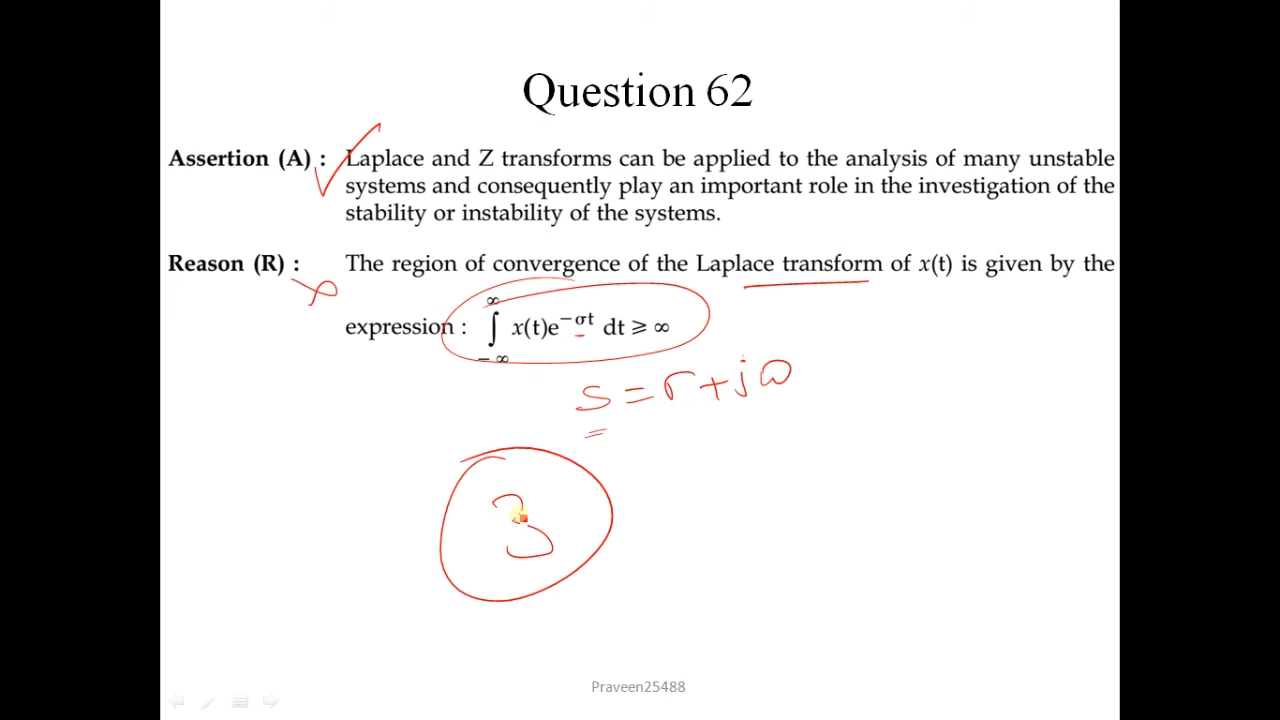 Question 62
Assertion (A) : Laplace and Z transforms can be applied to the analysis of many unstable
systems and consequently play an important role in the investigation of the
stability or instability of the systems.
Reason (R) : The region of convergence of the Laplace transform of x(t) is given by the
expression : ∫_{-∞}^{∞} x(t)e^{-σt} dt ⩾ ∞
s = σ + jω
3
Praveen25488